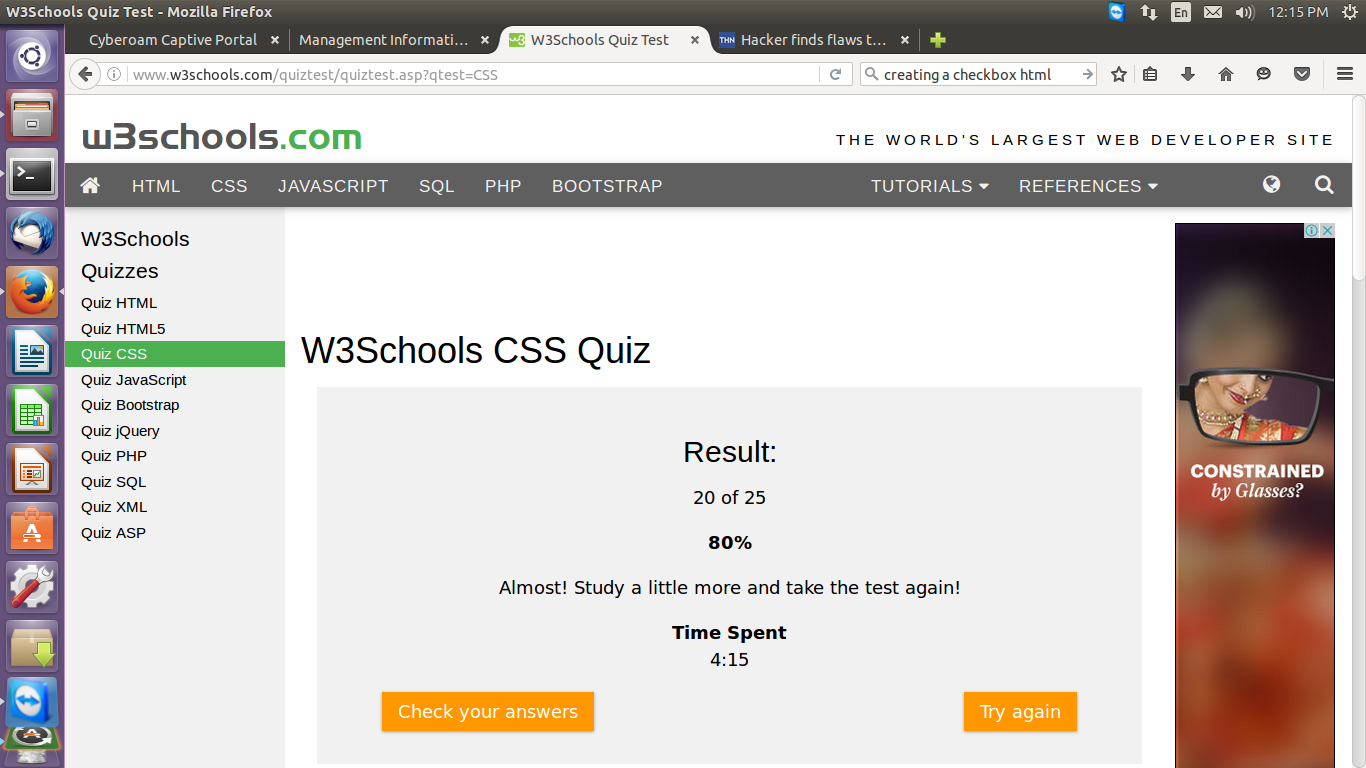 W3Schools Quiz Test - Mozilla Firefox
En
12:15 PM
Cyberoam Captive Portal
Management Informati...
W3Schools Quiz Test
THN
Hacker finds flaws t...
www.w3schools.com/quiztest/quiztest.asp?qtest=CSS
creating a checkbox html
w3schools.com
THE WORLD'S LARGEST WEB DEVELOPER SITE
HTML CSS JAVASCRIPT SQL PHP BOOTSTRAP TUTORIALS REFERENCES
W3Schools
Quizzes
Quiz HTML
Quiz HTML5
Quiz CSS
Quiz JavaScript
Quiz Bootstrap
Quiz jQuery
Quiz PHP
Quiz SQL
Quiz XML
Quiz ASP
W3Schools CSS Quiz
Result:
20 of 25
80%
Almost! Study a little more and take the test again!
Time Spent
4:15
Check your answers
Try again
CONSTRAINED
by Glasses?